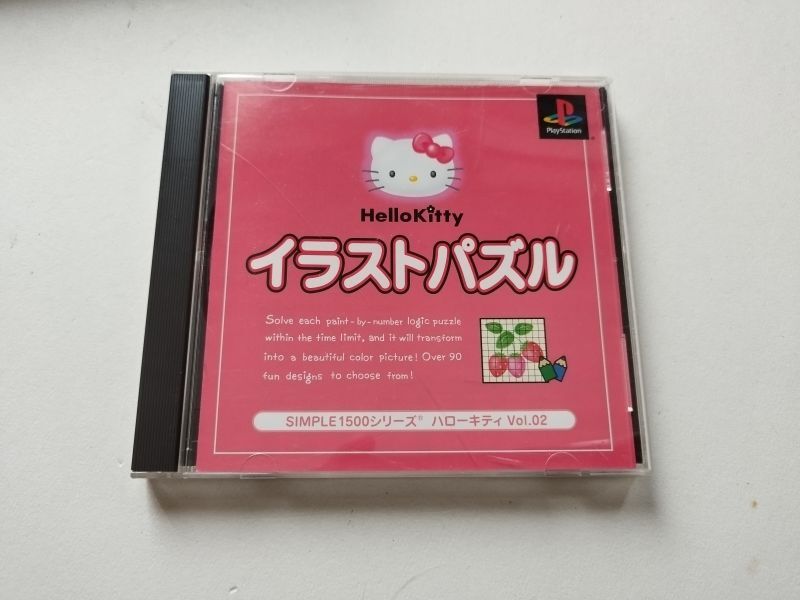 PlayStation
HelloKitty
イラストパズル
Solve each paint-by-number logic puzzle
within the time limit, and it will transform
into a beautiful color picture! Over 90
fun designs to choose from!
SIMPLE1500シリーズ® ハローキティ Vol.02